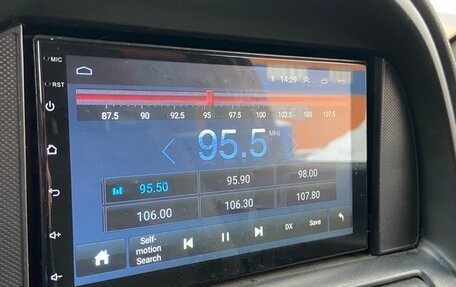 MIC
14:29
RST
87.5 90 92.5 95 97.5 100 102.5 105 107.5
95.5 MHz
95.50 95.90 98.00
106.00 106.30 107.80
Self-
motion
Search
DX Save